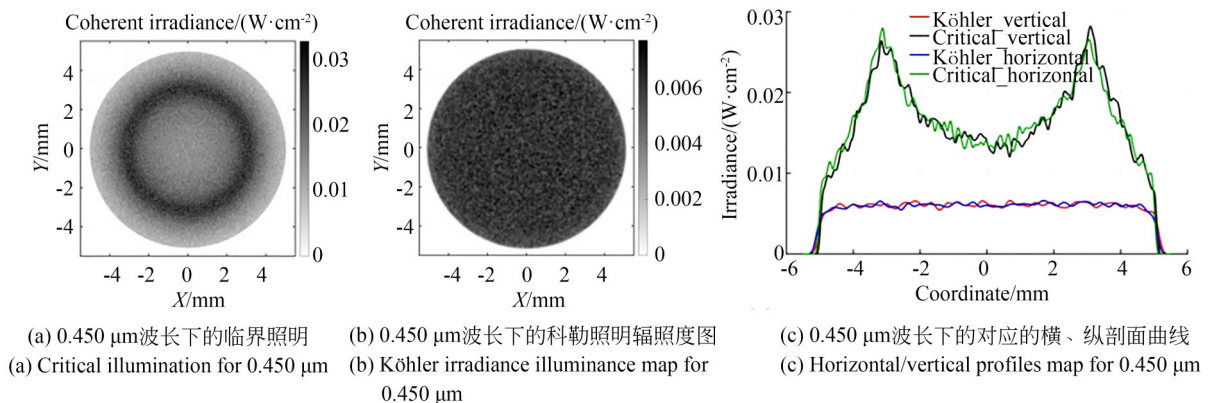 Coherent irradiance/(W·cm-2)
4
2
0
-2
-4
Y/mm
-4 -2 0 2 4
X/mm
0.03
0.02
0.01
0
(a) 0.450 μm波长下的临界照明
(a) Critical illumination for 0.450 μm
Coherent irradiance/(W·cm-2)
4
2
0
-2
-4
Y/mm
-4 -2 0 2 4
X/mm
0.006
0.004
0.002
0
(b) 0.450 μm波长下的科勒照明辐照度图
(b) Köhler irradiance illuminance map for
0.450 μm
0.03
0.02
0.01
0
Irradiance/(W·cm-2)
Köhler_vertical
Critical_vertical
Köhler_horizontal
Critical_horizontal
-6 -4 -2 0 2 4 6
Coordinate/mm
(c) 0.450 μm波长下的对应的横、纵剖面曲线
(c) Horizontal/vertical profiles map for 0.450 μm